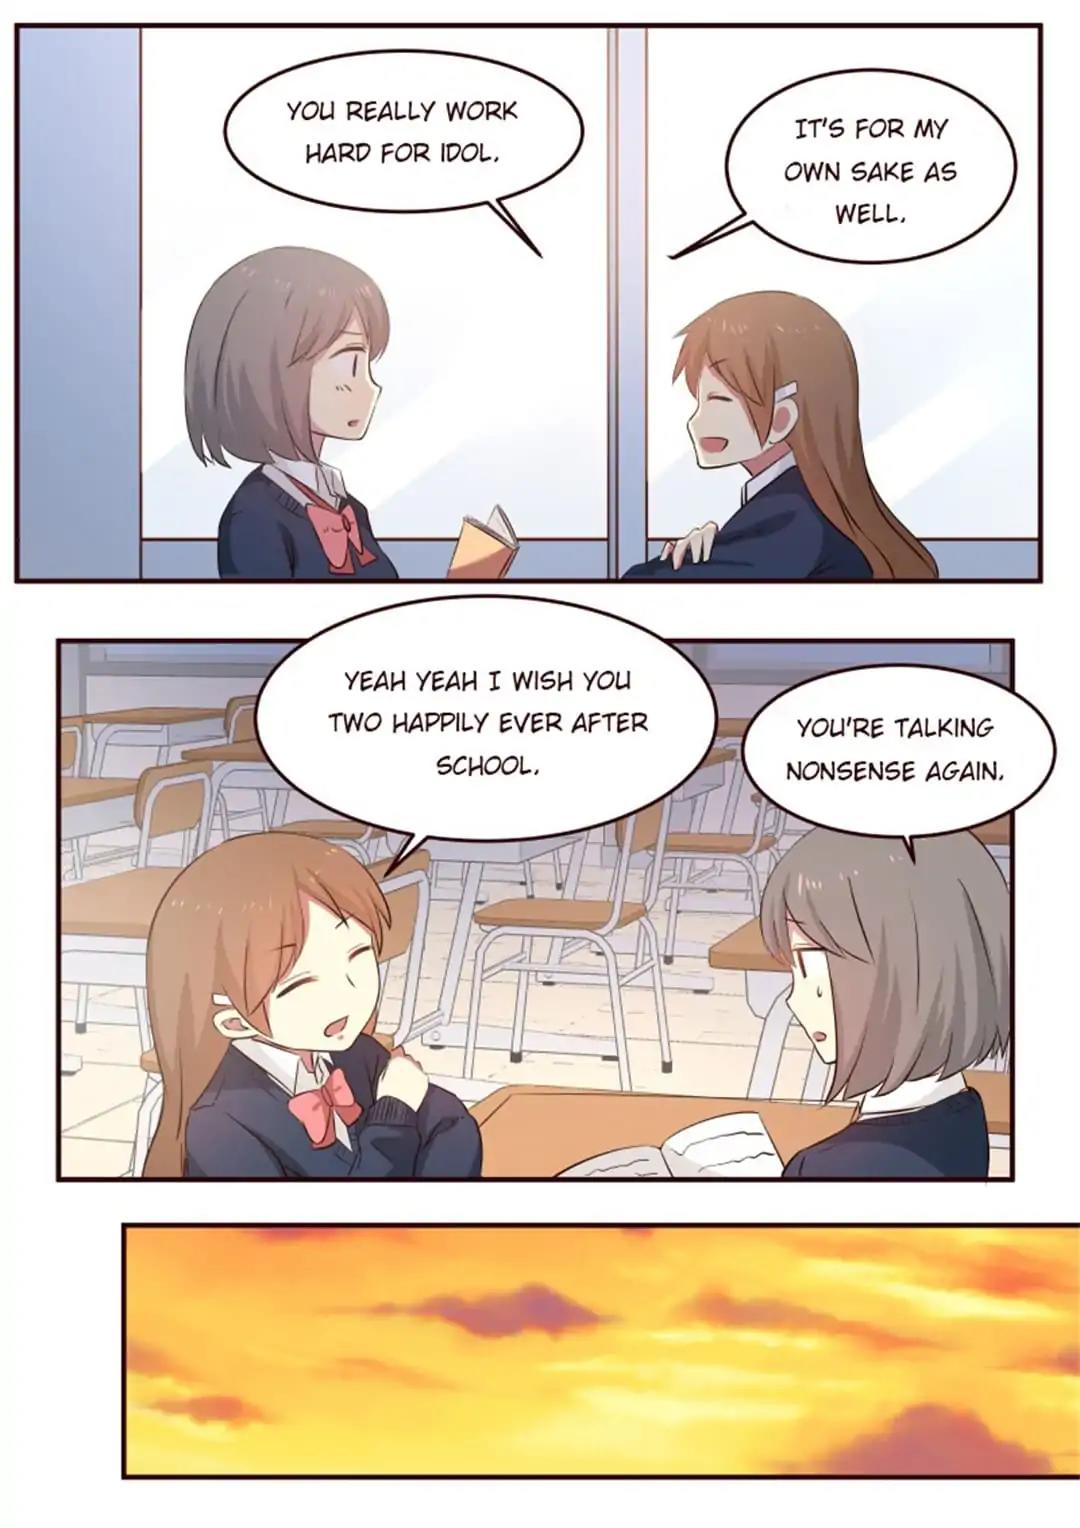 YOU REALLY WORK
HARD FOR IDOL.
IT'S FOR MY
OWN SAKE AS
WELL.
YEAH YEAH I WISH YOU
TWO HAPPILY EVER AFTER
SCHOOL.
YOU'RE TALKING
NONSENSE AGAIN.